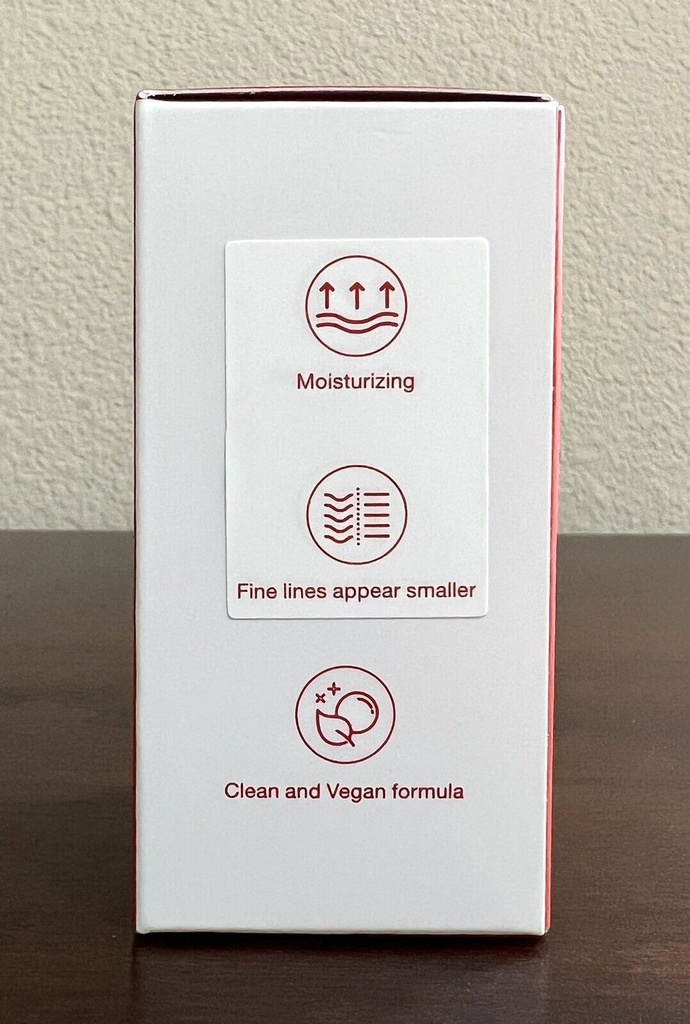 Moisturizing
Fine lines appear smaller
Clean and Vegan formula